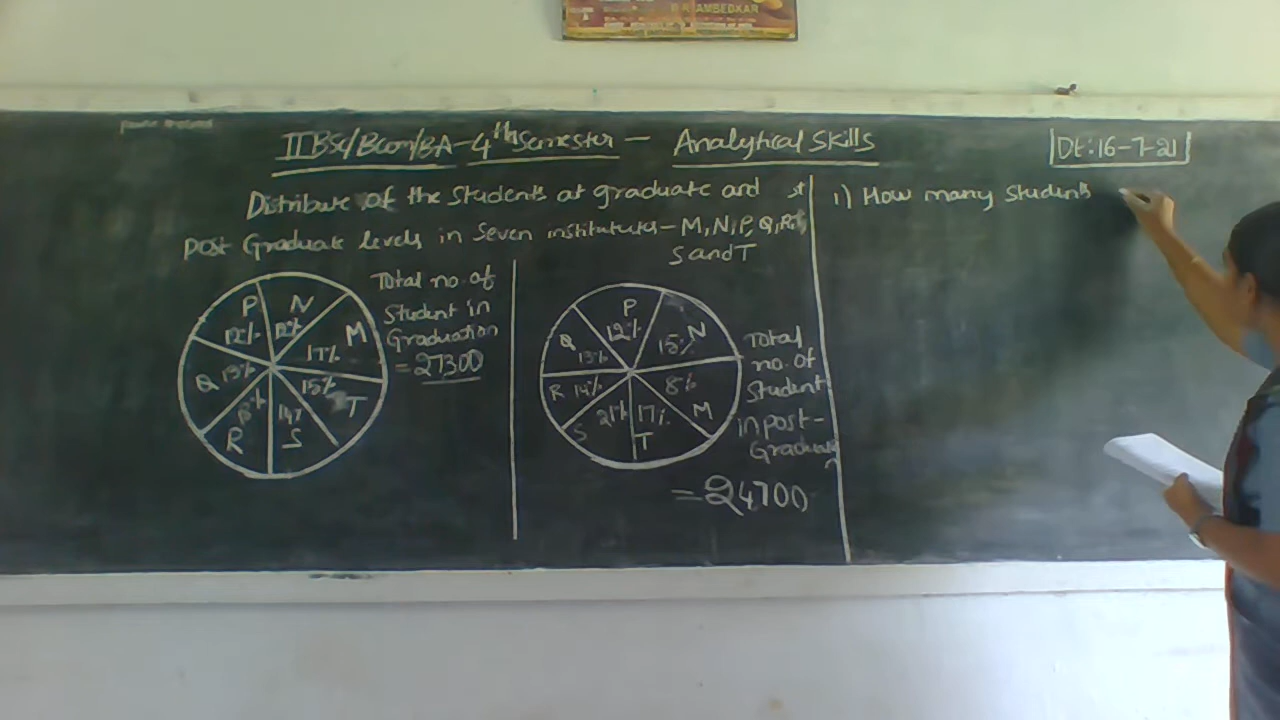 B.R. AMBEDKAR
II BSc/Bcom/BA-4th Semester - Analytical Skills
Dt:16-7-21
Distribute of the Students at graduate and
post Graduate levels in seven institututes - M, N, P, Q, R,
S and T
P
12%
N
M
17%
15%
T
S
R
Q
13%
Total no. of
Student in
Graduation
= 27300
P
12%
N
15%
8%
M
17%
T
21%
S
R 14%
Q
13%
Total
no. of
Student
in post-
Graduate
= 24700
1) How many Students